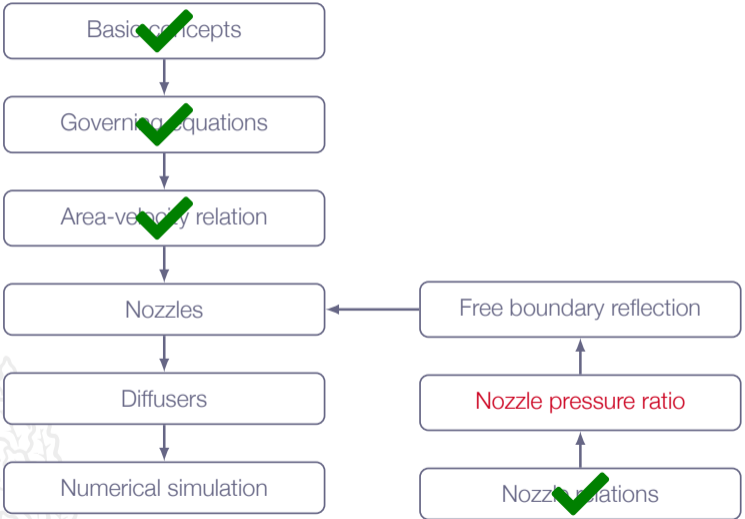 Basic concepts
Governing equations
Area-velocity relation
Nozzles
Free boundary reflection
Diffusers
Nozzle pressure ratio
Numerical simulation
Nozzle relations